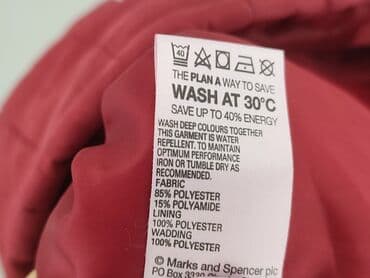 40
THE PLAN A WAY TO SAVE
WASH AT 30°C
SAVE UP TO 40% ENERGY
WASH DEEP COLOURS TOGETHER
THIS GARMENT IS WATER
REPELLENT. TO MAINTAIN
OPTIMUM PERFORMANCE
IRON OR TUMBLE DRY AS
RECOMMENDED.
FABRIC
85% POLYESTER
15% POLYAMIDE
LINING
100% POLYESTER
WADDING
100% POLYESTER
© Marks and Spencer plc
PO Box 3339